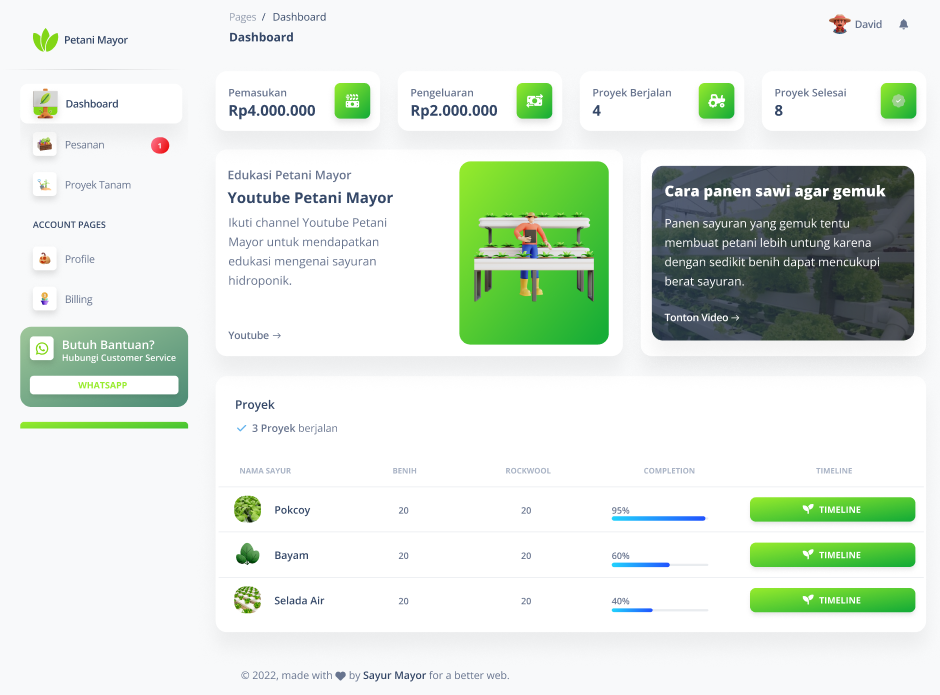 Petani Mayor
Dashboard
Pesanan
1
Proyek Tanam
ACCOUNT PAGES
Profile
Billing
Butuh Bantuan?
Hubungi Customer Service
WHATSAPP
Pages / Dashboard
Dashboard
David
Pemasukan
Rp4.000.000
Pengeluaran
Rp2.000.000
Proyek Berjalan
4
Proyek Selesai
8
Edukasi Petani Mayor
Youtube Petani Mayor
Ikuti channel Youtube Petani
Mayor untuk mendapatkan
edukasi mengenai sayuran
hidroponik.
Youtube →
Cara panen sawi agar gemuk
Panen sayuran yang gemuk tentu
membuat petani lebih untung karena
dengan sedikit benih dapat mencukupi
berat sayuran.
Tonton Video →
Proyek
3 Proyek berjalan
NAMA SAYUR BENIH ROCKWOOL COMPLETION TIMELINE
Pokcoy 20 20 95% TIMELINE
Bayam 20 20 60% TIMELINE
Selada Air 20 20 40% TIMELINE
© 2022, made with ♥ by Sayur Mayor for a better web.